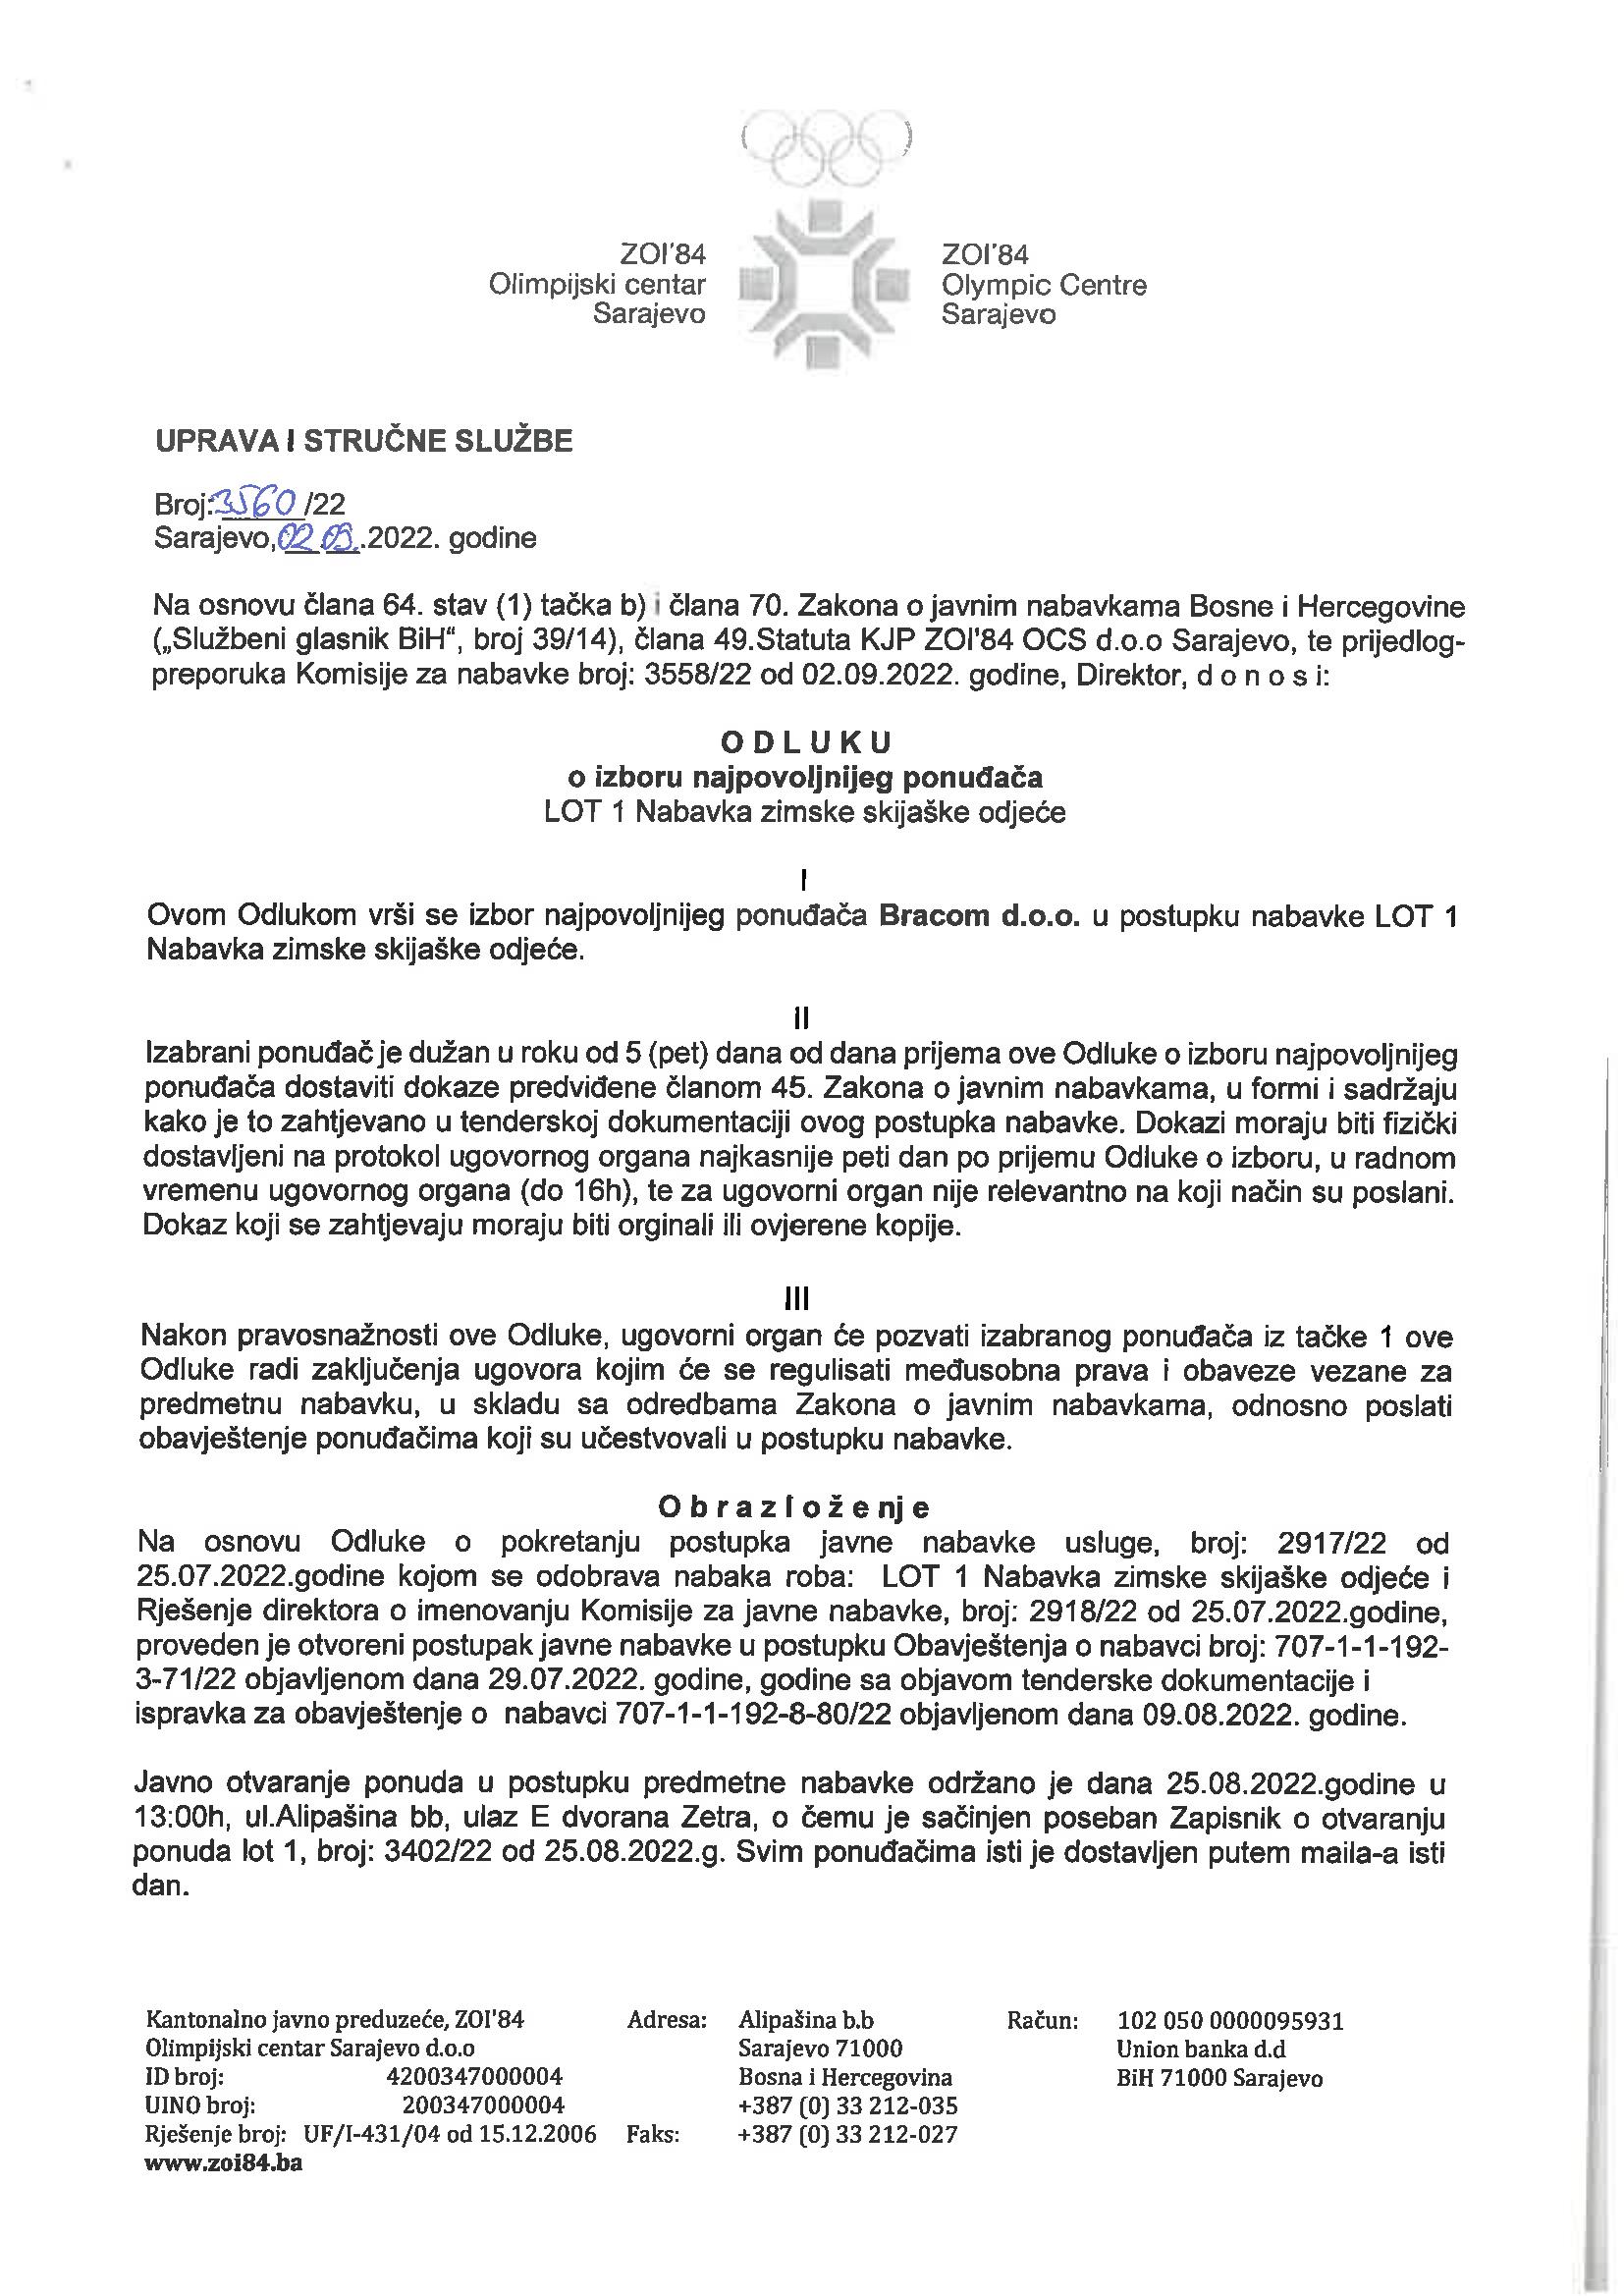 ZOI'84
Olimpijski centar
Sarajevo
ZOI'84
Olympic Centre
Sarajevo
UPRAVA I STRUČNE SLUŽBE
Broj:3560 /22
Sarajevo,02.09..2022. godine
Na osnovu člana 64. stav (1) tačka b) i člana 70. Zakona o javnim nabavkama Bosne i Hercegovine
(„Službeni glasnik BiH“, broj 39/14), člana 49.Statuta KJP ZOI'84 OCS d.o.o Sarajevo, te prijedlog-
preporuka Komisije za nabavke broj: 3558/22 od 02.09.2022. godine, Direktor, d o n o s i:
O D L U K U
o izboru najpovoljnijeg ponuđača
LOT 1 Nabavka zimske skijaške odjeće
I
Ovom Odlukom vrši se izbor najpovoljnijeg ponuđača Bracom d.o.o. u postupku nabavke LOT 1
Nabavka zimske skijaške odjeće.
II
Izabrani ponuđač je dužan u roku od 5 (pet) dana od dana prijema ove Odluke o izboru najpovoljnijeg
ponuđača dostaviti dokaze predviđene članom 45. Zakona o javnim nabavkama, u formi i sadržaju
kako je to zahtjevano u tenderskoj dokumentaciji ovog postupka nabavke. Dokazi moraju biti fizički
dostavljeni na protokol ugovornog organa najkasnije peti dan po prijemu Odluke o izboru, u radnom
vremenu ugovornog organa (do 16h), te za ugovorni organ nije relevantno na koji način su poslani.
Dokaz koji se zahtjevaju moraju biti orginali ili ovjerene kopije.
III
Nakon pravosnažnosti ove Odluke, ugovorni organ će pozvati izabranog ponuđača iz tačke 1 ove
Odluke radi zaključenja ugovora kojim će se regulisati međusobna prava i obaveze vezane za
predmetnu nabavku, u skladu sa odredbama Zakona o javnim nabavkama, odnosno poslati
obavještenje ponuđačima koji su učestvovali u postupku nabavke.
O b r a z l o ž e nj e
Na osnovu Odluke o pokretanju postupka javne nabavke usluge, broj: 2917/22 od
25.07.2022.godine kojom se odobrava nabaka roba: LOT 1 Nabavka zimske skijaške odjeće i
Rješenje direktora o imenovanju Komisije za javne nabavke, broj: 2918/22 od 25.07.2022.godine,
proveden je otvoreni postupak javne nabavke u postupku Obavještenja o nabavci broj: 707-1-1-192-
3-71/22 objavljenom dana 29.07.2022. godine, godine sa objavom tenderske dokumentacije i
ispravka za obavještenje o nabavci 707-1-1-192-8-80/22 objavljenom dana 09.08.2022. godine.
Javno otvaranje ponuda u postupku predmetne nabavke održano je dana 25.08.2022.godine u
13:00h, ul.Alipašina bb, ulaz E dvorana Zetra, o čemu je sačinjen poseban Zapisnik o otvaranju
ponuda lot 1, broj: 3402/22 od 25.08.2022.g. Svim ponuđačima isti je dostavljen putem maila-a isti
dan.
Kantonalno javno preduzeće, ZOI'84 Adresa: Alipašina b.b Račun: 102 050 0000095931
Olimpijski centar Sarajevo d.o.o Sarajevo 71000 Union banka d.d
ID broj: 4200347000004 Bosna i Hercegovina BiH 71000 Sarajevo
UINO broj: 200347000004 +387 (0) 33 212-035
Rješenje broj: UF/I-431/04 od 15.12.2006 Faks: +387 (0) 33 212-027
www.zoi84.ba